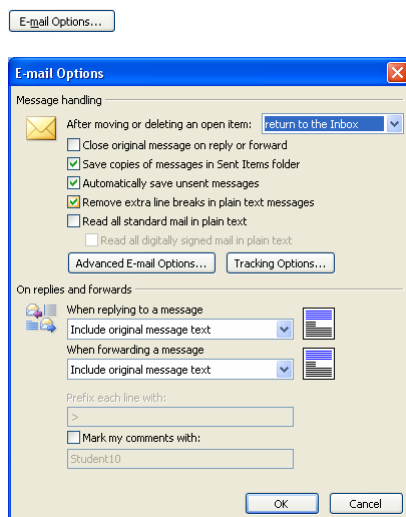 E-mail Options...
E-mail Options
Message handling
After moving or deleting an open item: return to the Inbox
Close original message on reply or forward
Save copies of messages in Sent Items folder
Automatically save unsent messages
Remove extra line breaks in plain text messages
Read all standard mail in plain text
Read all digitally signed mail in plain text
Advanced E-mail Options... Tracking Options...
On replies and forwards
When replying to a message
Include original message text
When forwarding a message
Include original message text
Prefix each line with:
>
Mark my comments with:
Student10
OK Cancel